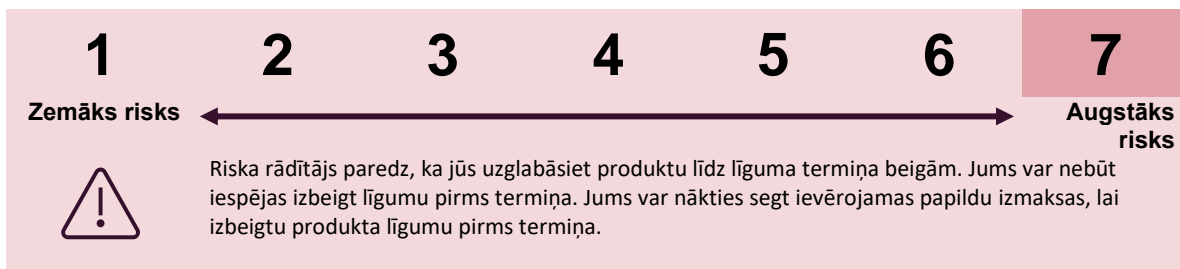 1 2 3 4 5 6 7
Zemāks risks Augstāks
risks
Riska rādītājs paredz, ka jūs uzglabāsiet produktu līdz līguma termiņa beigām. Jums var nebūt
iespējas izbeigt līgumu pirms termiņa. Jums var nākties segt ievērojamas papildu izmaksas, lai
izbeigtu produkta līgumu pirms termiņa.